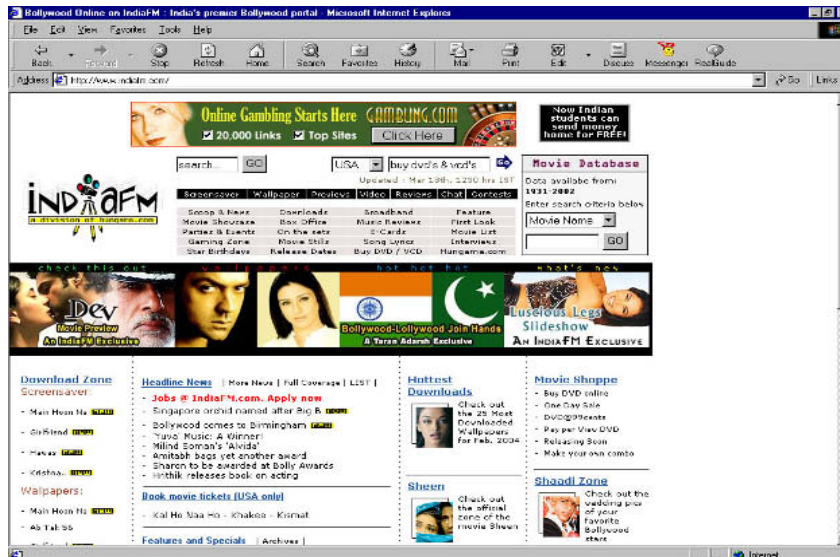 Bollywood Online on IndiaFM : India's premier Bollywood portal - Microsoft Internet Explorer
File Edit View Favorites Tools Help
Back Forward Stop Refresh Home Search Favorites History Mail Print Edit Discuss Messenger RealGuide
Address http://www.indiafm.com/ Go Links
Online Gambling Starts Here GAMBLING.COM
20,000 Links Top Sites Click Here
Now Indian
students can
send money
home for FREE!
search... GO USA buy dvd's & vcd's
Updated : Mar 13th, 1230 hrs IST
INDIAFM
a division of hungama.com
Screensaver Wallpaper Previews Video Reviews Chat Contests
Scoop & News Downloads Broadband Feature
Movie Showcase Box Office Music Reviews First Look
Parties & Events On the sets E-Cards Movie List
Gaming Zone Movie Stills Song Lyrics Interviews
Star Birthdays Release Dates Buy DVD / VCD Hungama.com
Movie Database
Data availabe from:
1931-2002
Enter search criteria below
Movie Name
GO
check this out wallpapers hot hot hot what's new
Dev
Movie Preview
An IndiaFM Exclusive
Bollywood-Lollywood Join Hands
A Taran Adarsh Exclusive
Luscious Legs
Slideshow
An IndiaFM Exclusive
Download Zone
Screensaver:
- Main Hoon Na
- Girlfriend
- Hawas
- Krishna..
Wallpapers:
- Main Hoon Na
- Ab Tak 56
Headline News | More News | Full Coverage | LIST |
- Jobs @ IndiaFM.com. Apply now
- Singapore orchid named after Big B
- Bollywood comes to Birmingham
- 'Yuva' Music: A Winner!
- Milind Soman's 'Alvida'
- Amitabh bags yet another award
- Sharon to be awarded at Bolly Awards
- Hrithik releases book on acting
Book movie tickets (USA only)
- Kal Ho Naa Ho - Khakee - Kismat
Features and Specials | Archives |
Hottest
Downloads
Check out
the 25 Most
Downloaded
Wallpapers
for Feb. 2004
Sheen
Check out
the official
zone of the
movie Sheen
Movie Shoppe
- Buy DVD online
- One Day Sale
- DVD@99cents
- Pay per View DVD
- Releasing Soon
- Make your own combo
Shaadi Zone
Check out the
wedding pics
of your
favorite
Bollywood
stars
Internet